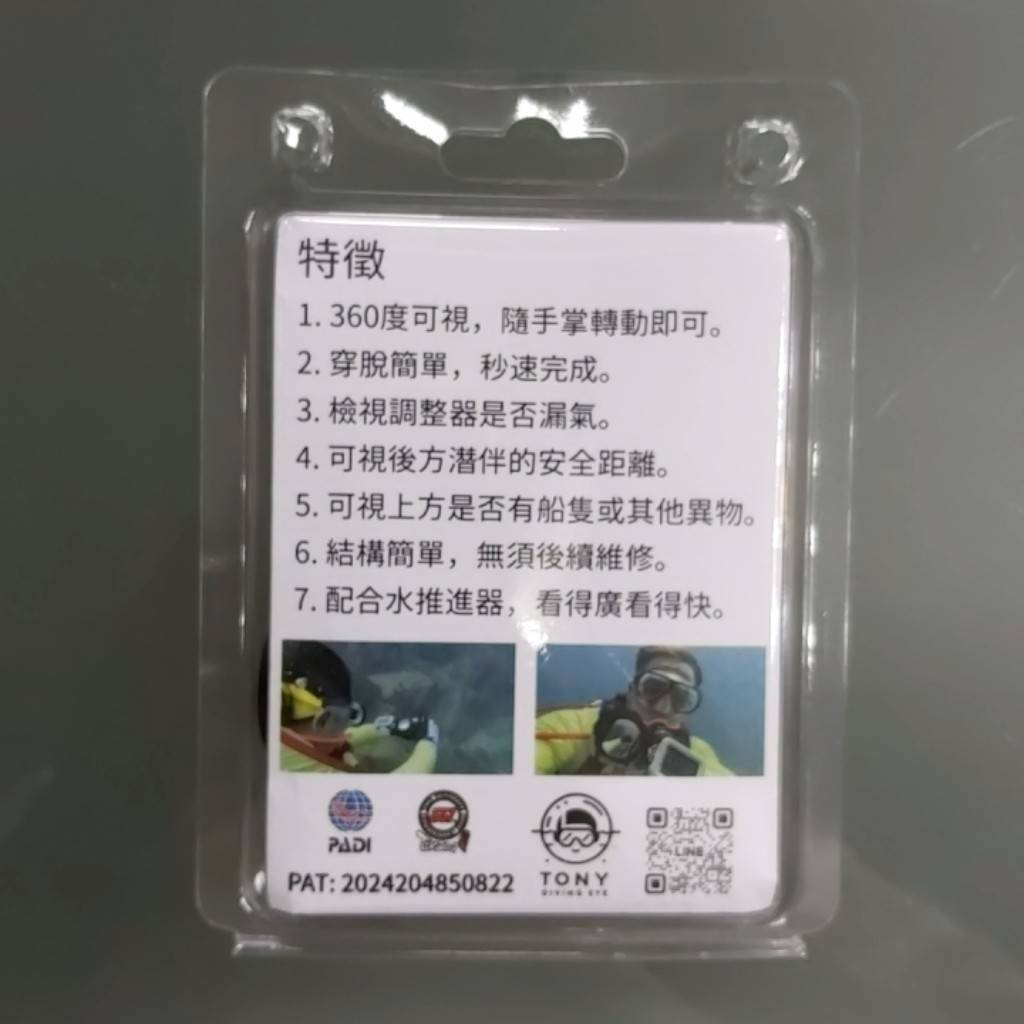 特徵
1. 360度可視，隨手掌轉動即可。
2. 穿脫簡單，秒速完成。
3. 檢視調整器是否漏氣。
4. 可視後方潛伴的安全距離。
5. 可視上方是否有船隻或其他異物。
6. 結構簡單，無須後續維修。
7. 配合水推進器，看得廣看得快。
PADI
PAT: 2024204850822
TONY
DIVING EYE
LINE